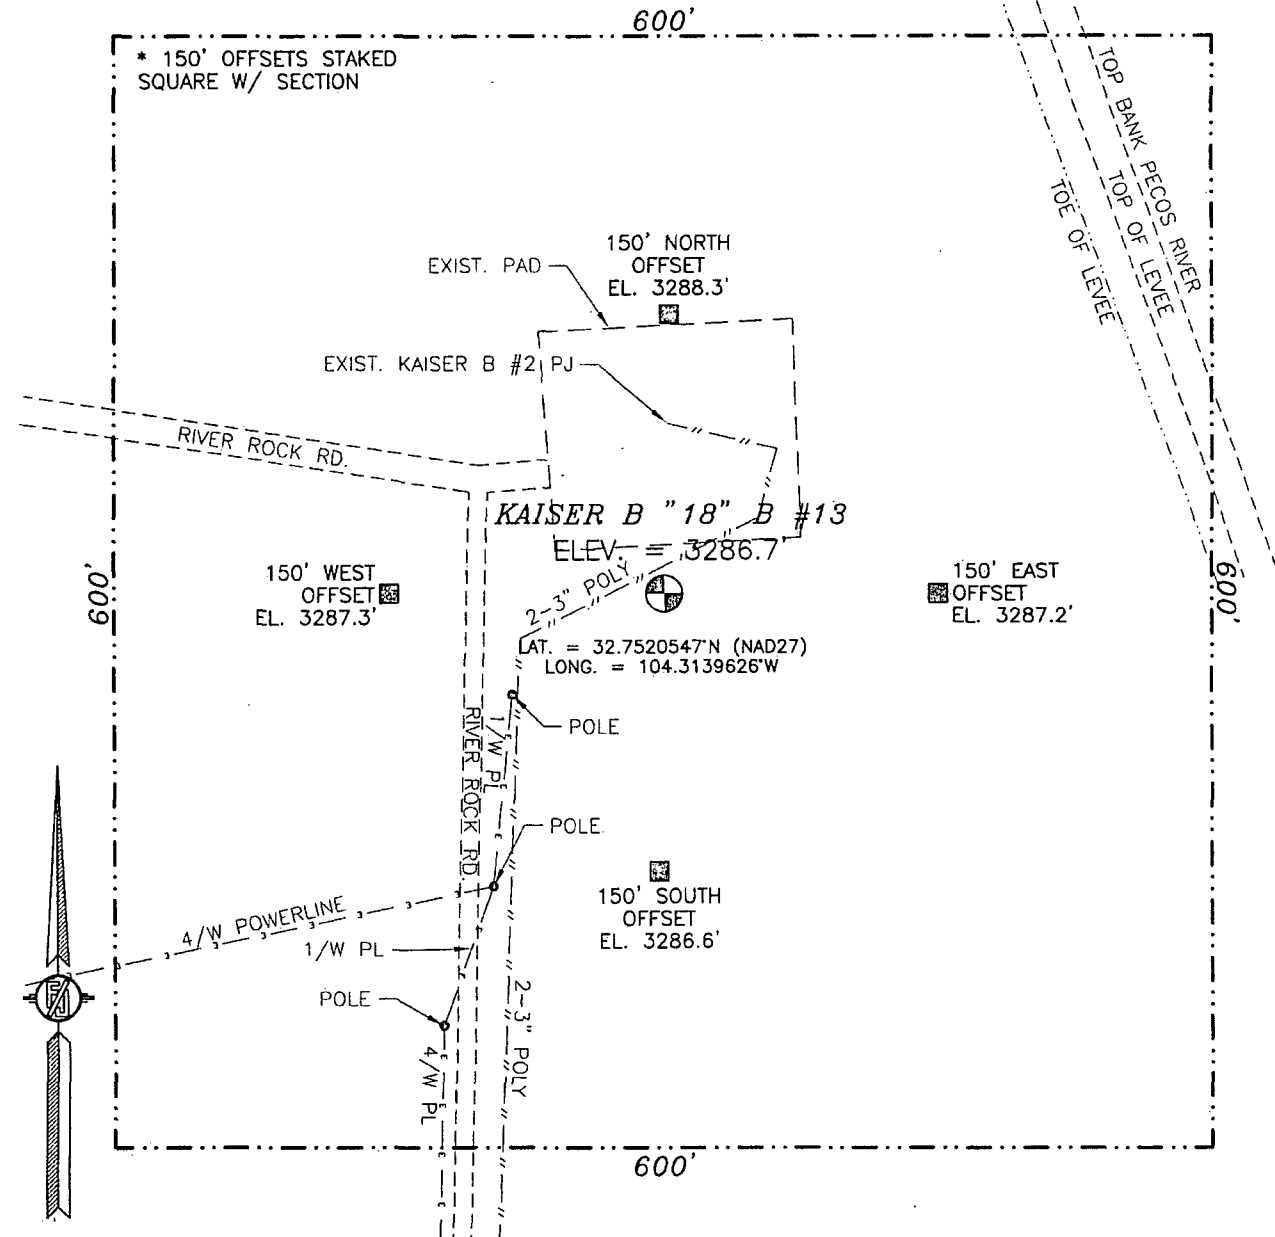 600'
* 150' OFFSETS STAKED
SQUARE W/ SECTION
TOP BANK PECOS RIVER
TOP OF LEVEE
TOE OF LEVEE
150' NORTH
OFFSET
EL. 3288.3'
EXIST. PAD
EXIST. KAISER B #2 PJ
RIVER ROCK RD.
KAISER B "18" B #13
ELEV. = 3286.7'
600'
150' WEST
OFFSET
EL. 3287.3'
2-3" POLY
150' EAST
OFFSET
EL. 3287.2'
600'
LAT. = 32.7520547°N (NAD27)
LONG. = 104.3139626°W
POLE
1/W PL
RIVER ROCK RD.
POLE
150' SOUTH
OFFSET
EL. 3286.6'
4/W POWERLINE
1/W PL
POLE
2-3" POLY
4/W PL
600'